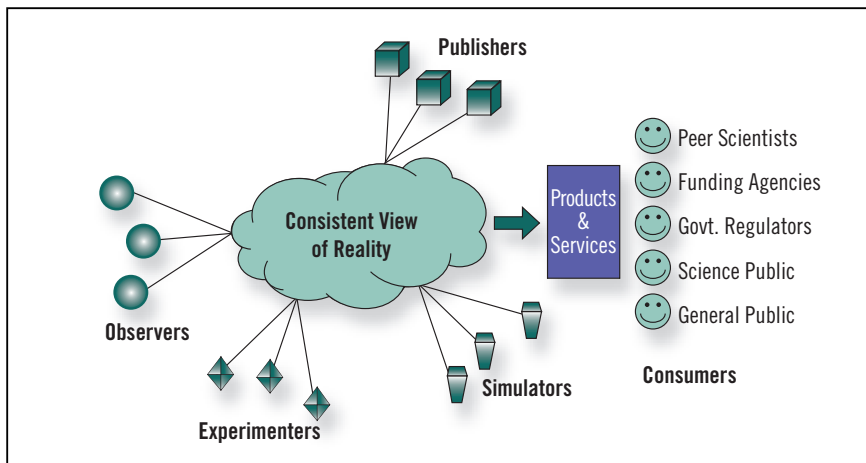 Publishers
Consistent View
of Reality
Observers
Experimenters
Simulators
Products
&
Services
Peer Scientists
Funding Agencies
Govt. Regulators
Science Public
General Public
Consumers